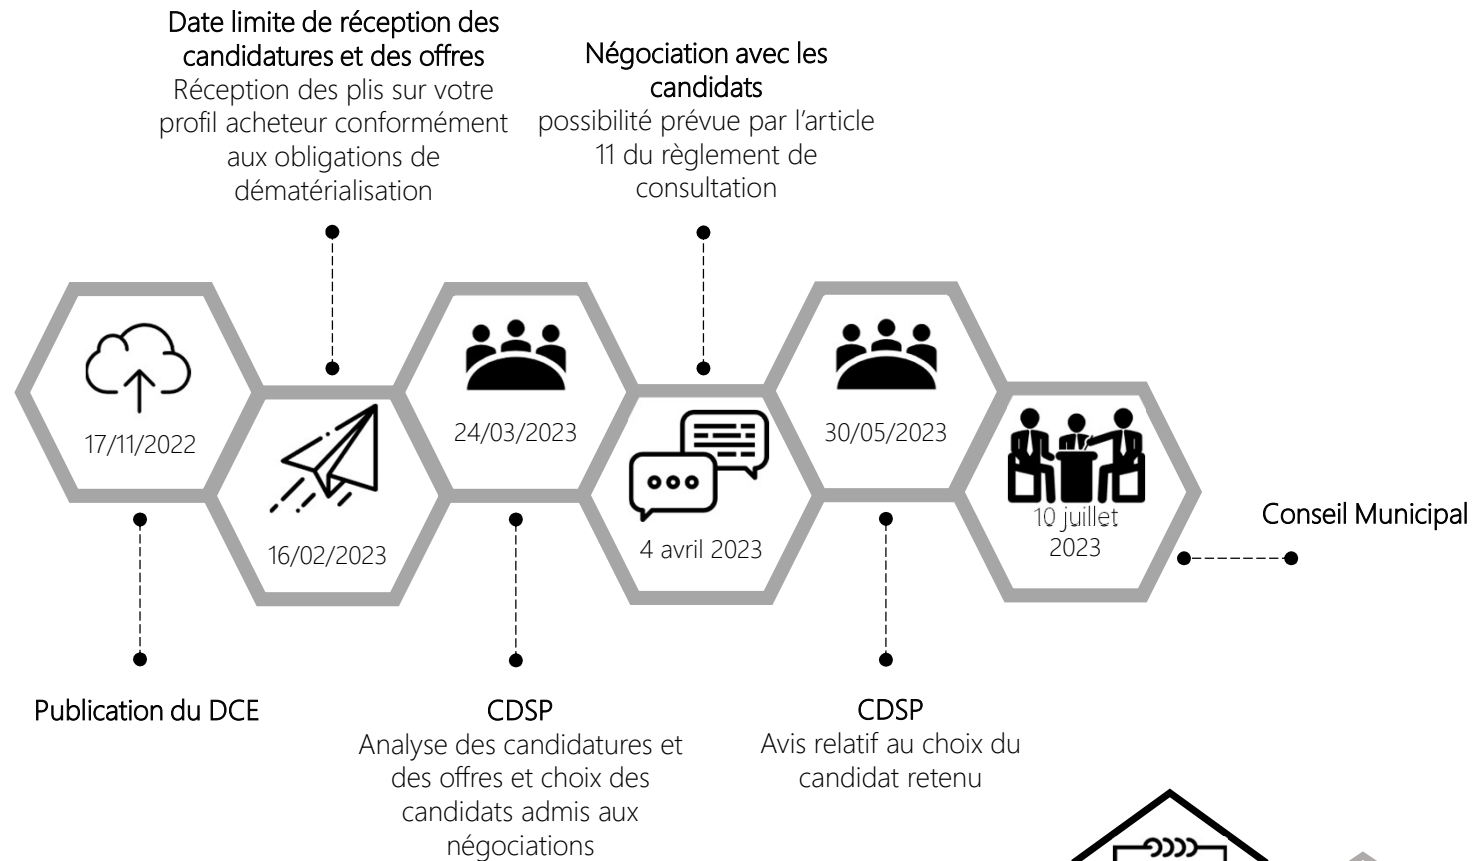 Date limite de réception des
candidatures et des offres
Réception des plis sur votre
profil acheteur conformément
aux obligations de
dématérialisation
Négociation avec les
candidats
possibilité prévue par l’article
11 du règlement de
consultation
17/11/2022
16/02/2023
24/03/2023
4 avril 2023
30/05/2023
10 juillet
2023
Conseil Municipal
Publication du DCE
CDSP
Analyse des candidatures et
des offres et choix des
candidats admis aux
négociations
CDSP
Avis relatif au choix du
candidat retenu